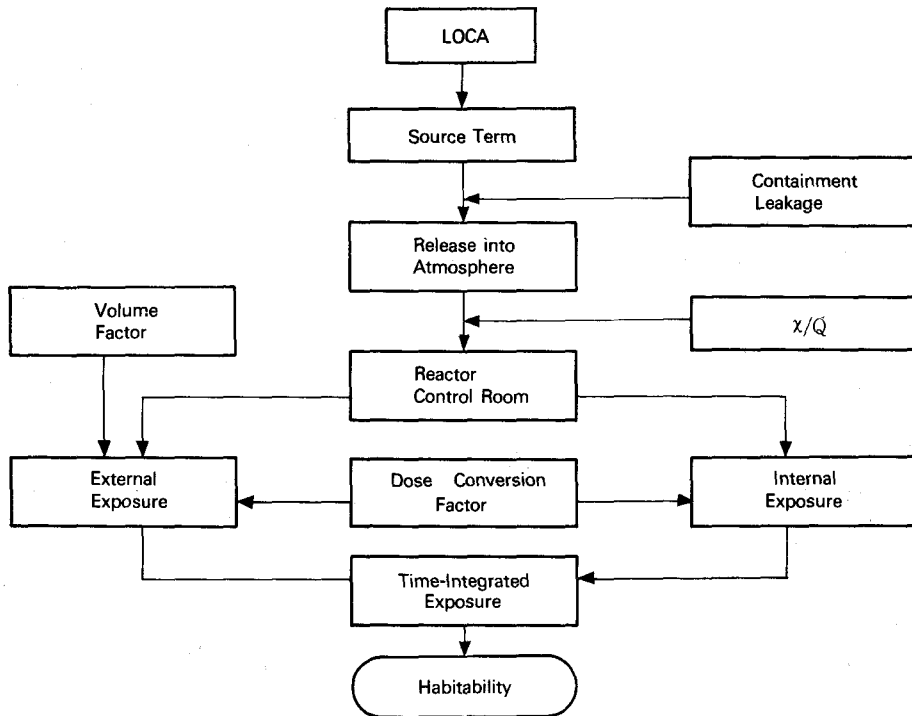 LOCA
Source Term
Containment
Leakage
Release into
Atmosphere
Volume
Factor
χ/Q
Reactor
Control Room
External
Exposure
Dose Conversion
Factor
Internal
Exposure
Time-Integrated
Exposure
Habitability